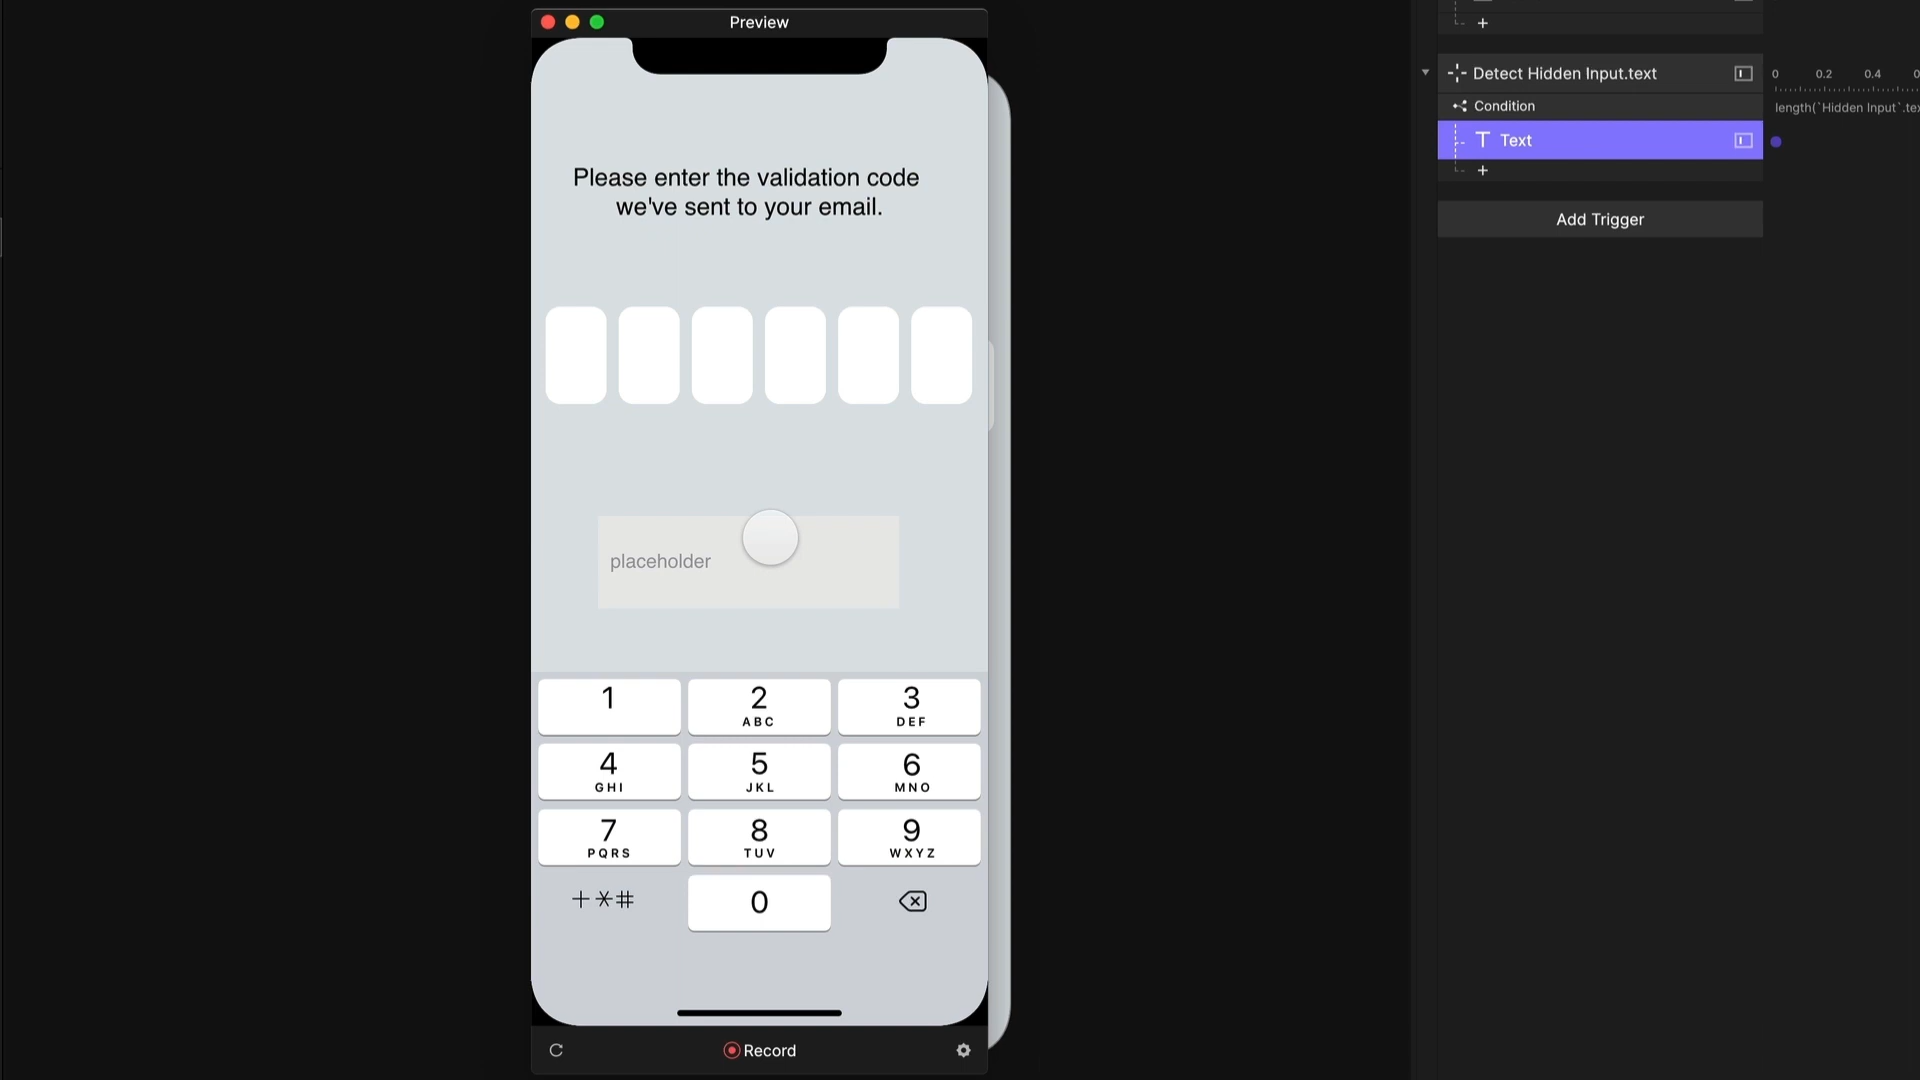 Preview
Please enter the validation code
we've sent to your email.
placeholder
1
2
ABC
3
DEF
4
GHI
5
JKL
6
MNO
7
PQRS
8
TUV
9
WXYZ
+*#
0
Record
+
Detect Hidden Input.text
0 0.2 0.4 0
Condition
length(`Hidden Input`.tex
T Text
+
Add Trigger